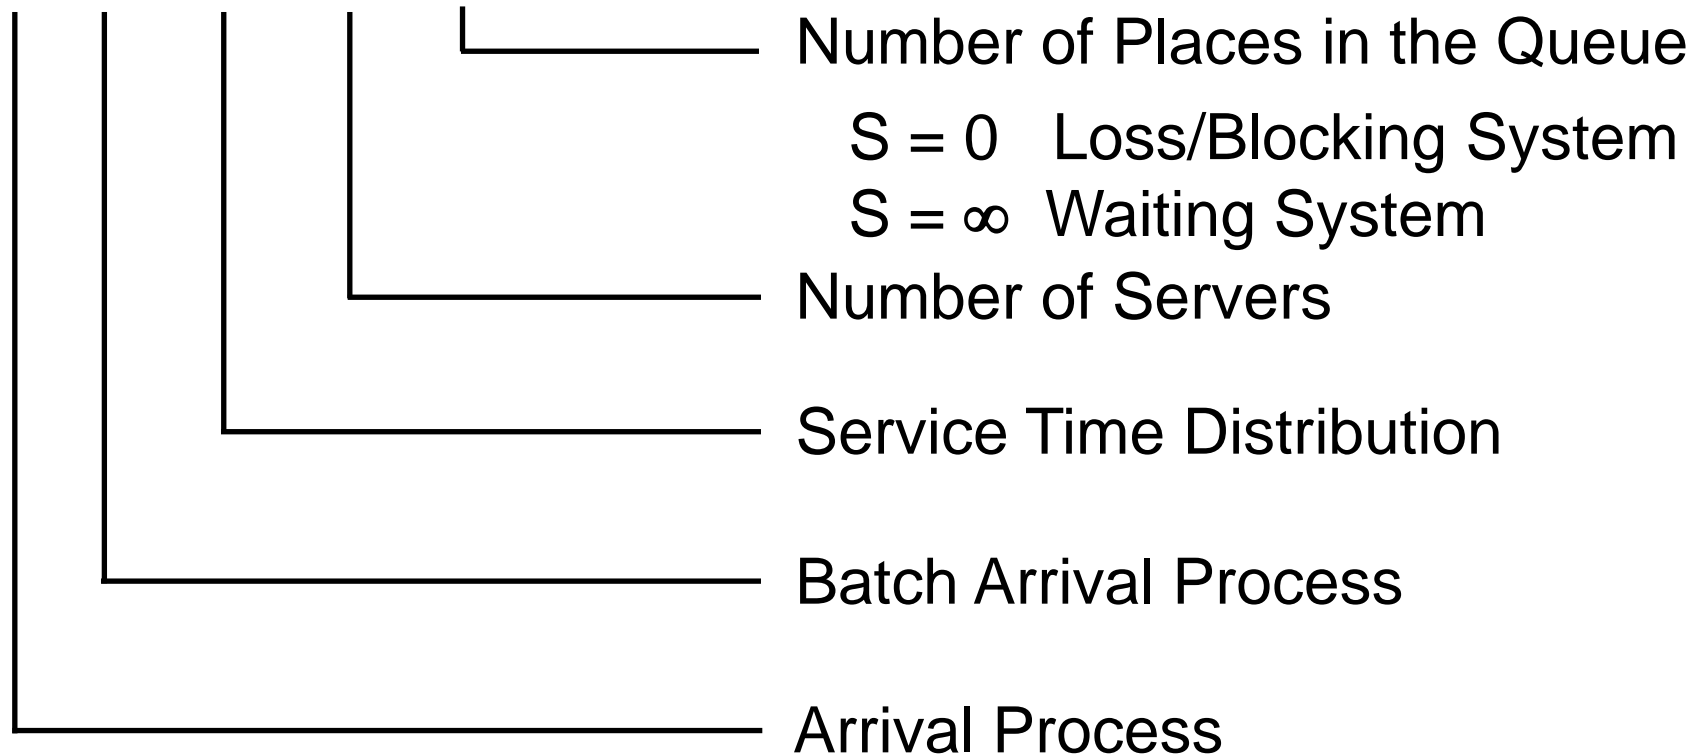 Number of Places in the Queue
S = 0 Loss/Blocking System
S = ∞ Waiting System
Number of Servers
Service Time Distribution
Batch Arrival Process
Arrival Process